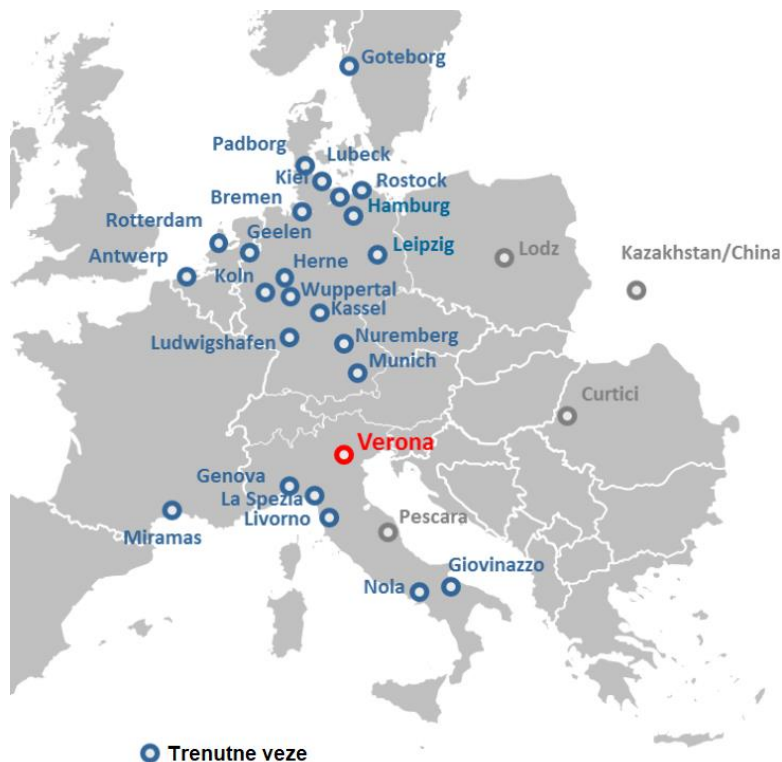 Goteborg
Padborg
Lubeck
Kiel
Rostock
Bremen
Hamburg
Rotterdam
Geelen
Leipzig
Lodz
Kazakhstan/China
Antwerp
Koln
Herne
Wuppertal
Kassel
Ludwigshafen
Nuremberg
Munich
Curtici
Verona
Genova
La Spezia
Livorno
Pescara
Miramas
Giovinazzo
Nola
Trenutne veze